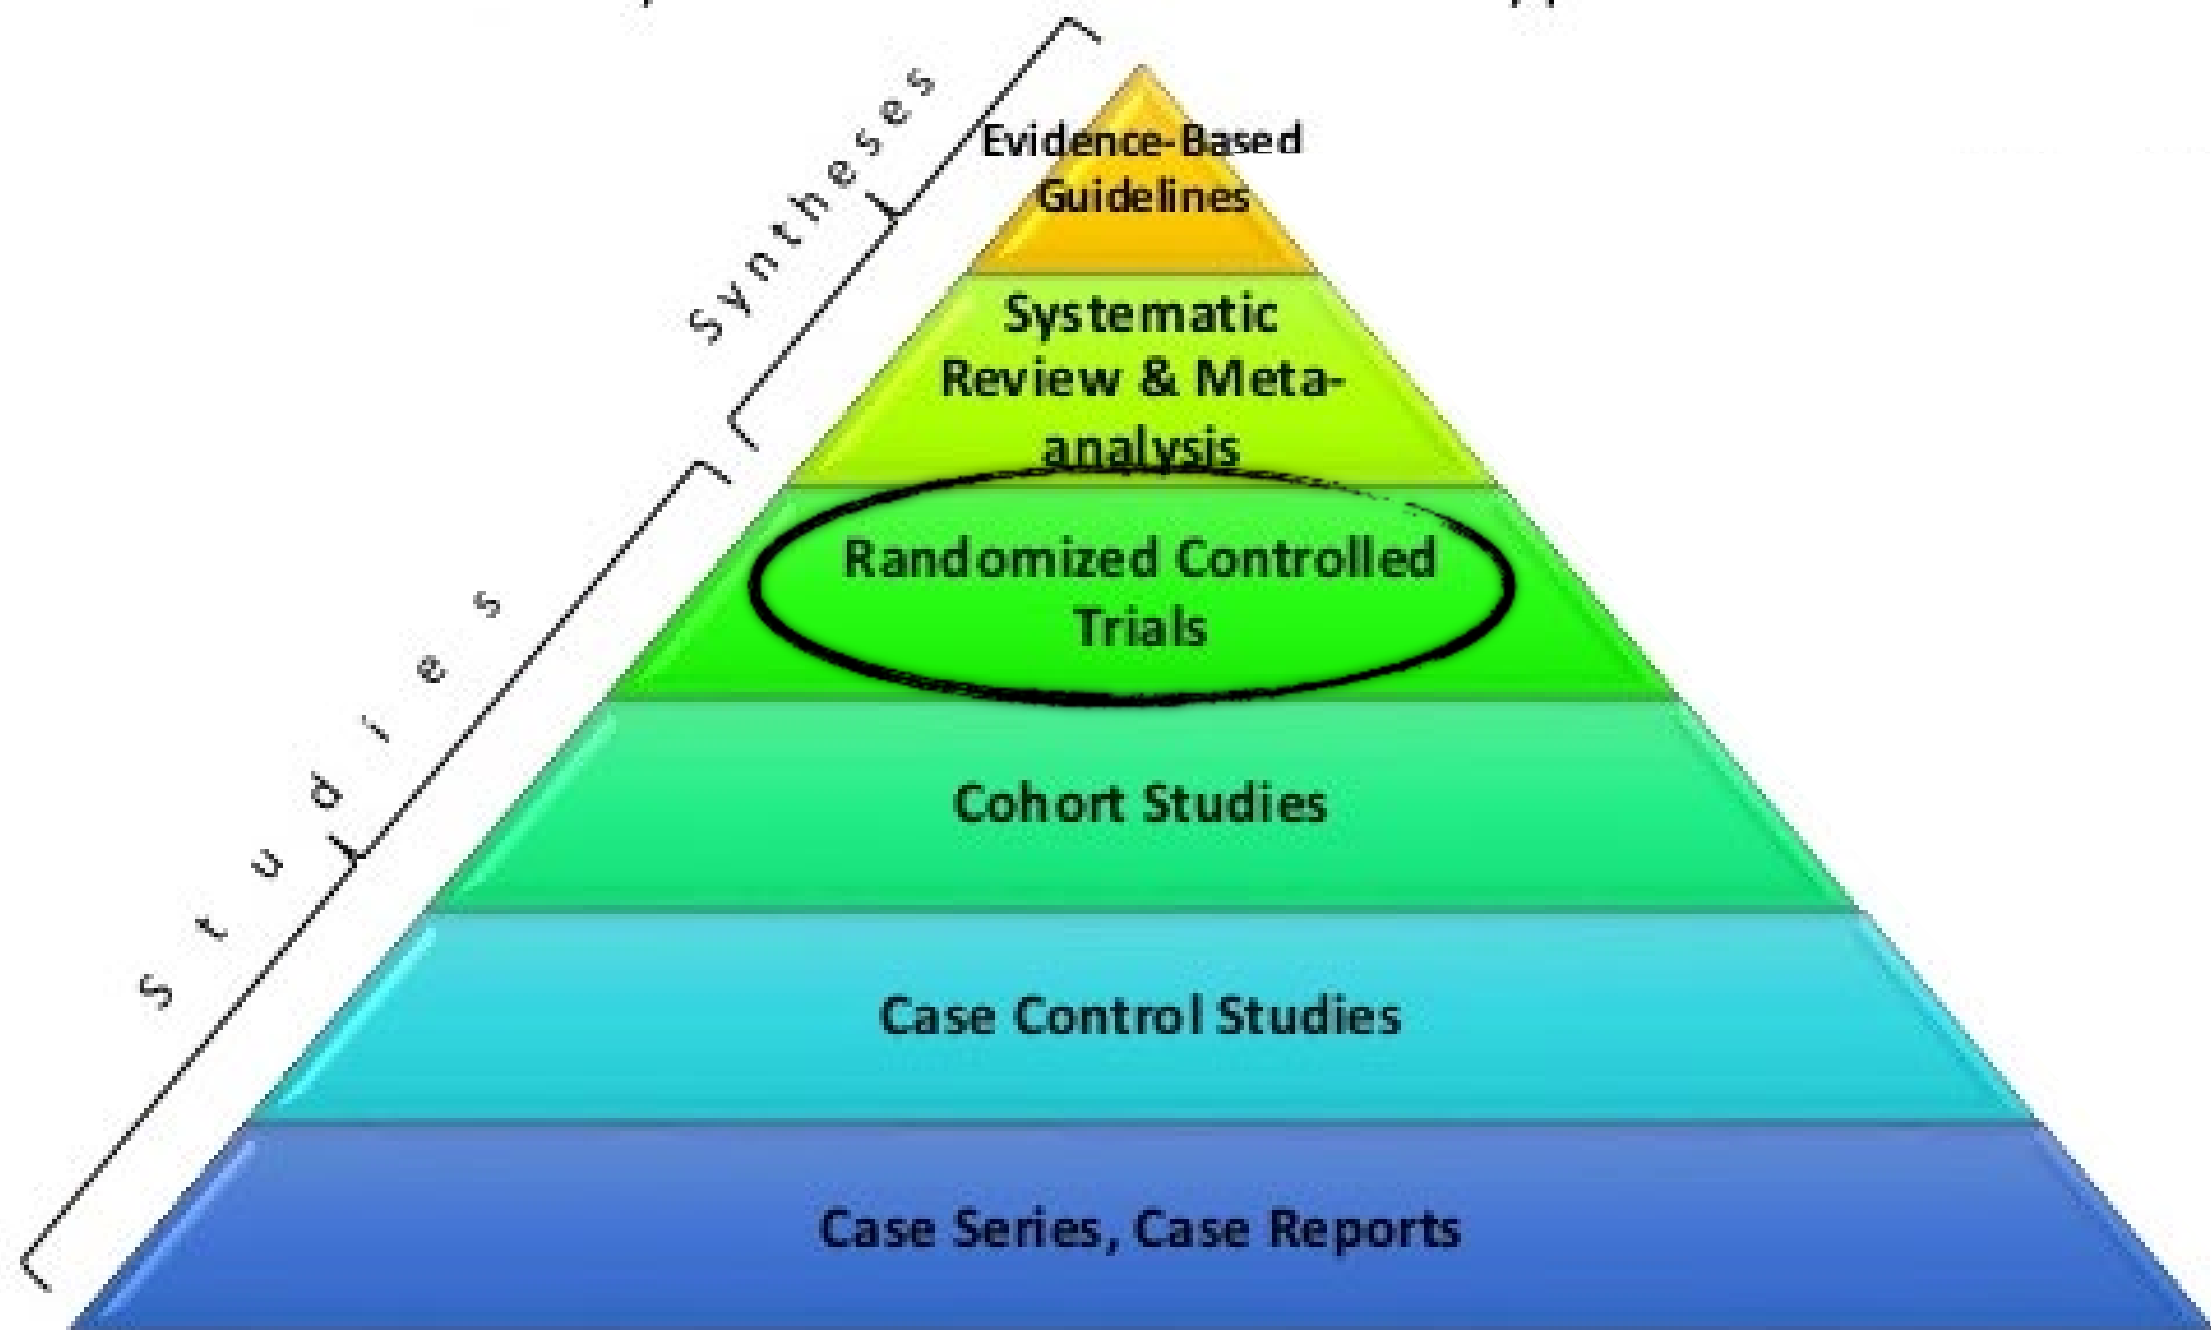 Syntheses
Evidence-Based
Guidelines
Systematic
Review & Meta-
analysis
Studies
Randomized Controlled
Trials
Cohort Studies
Case Control Studies
Case Series, Case Reports